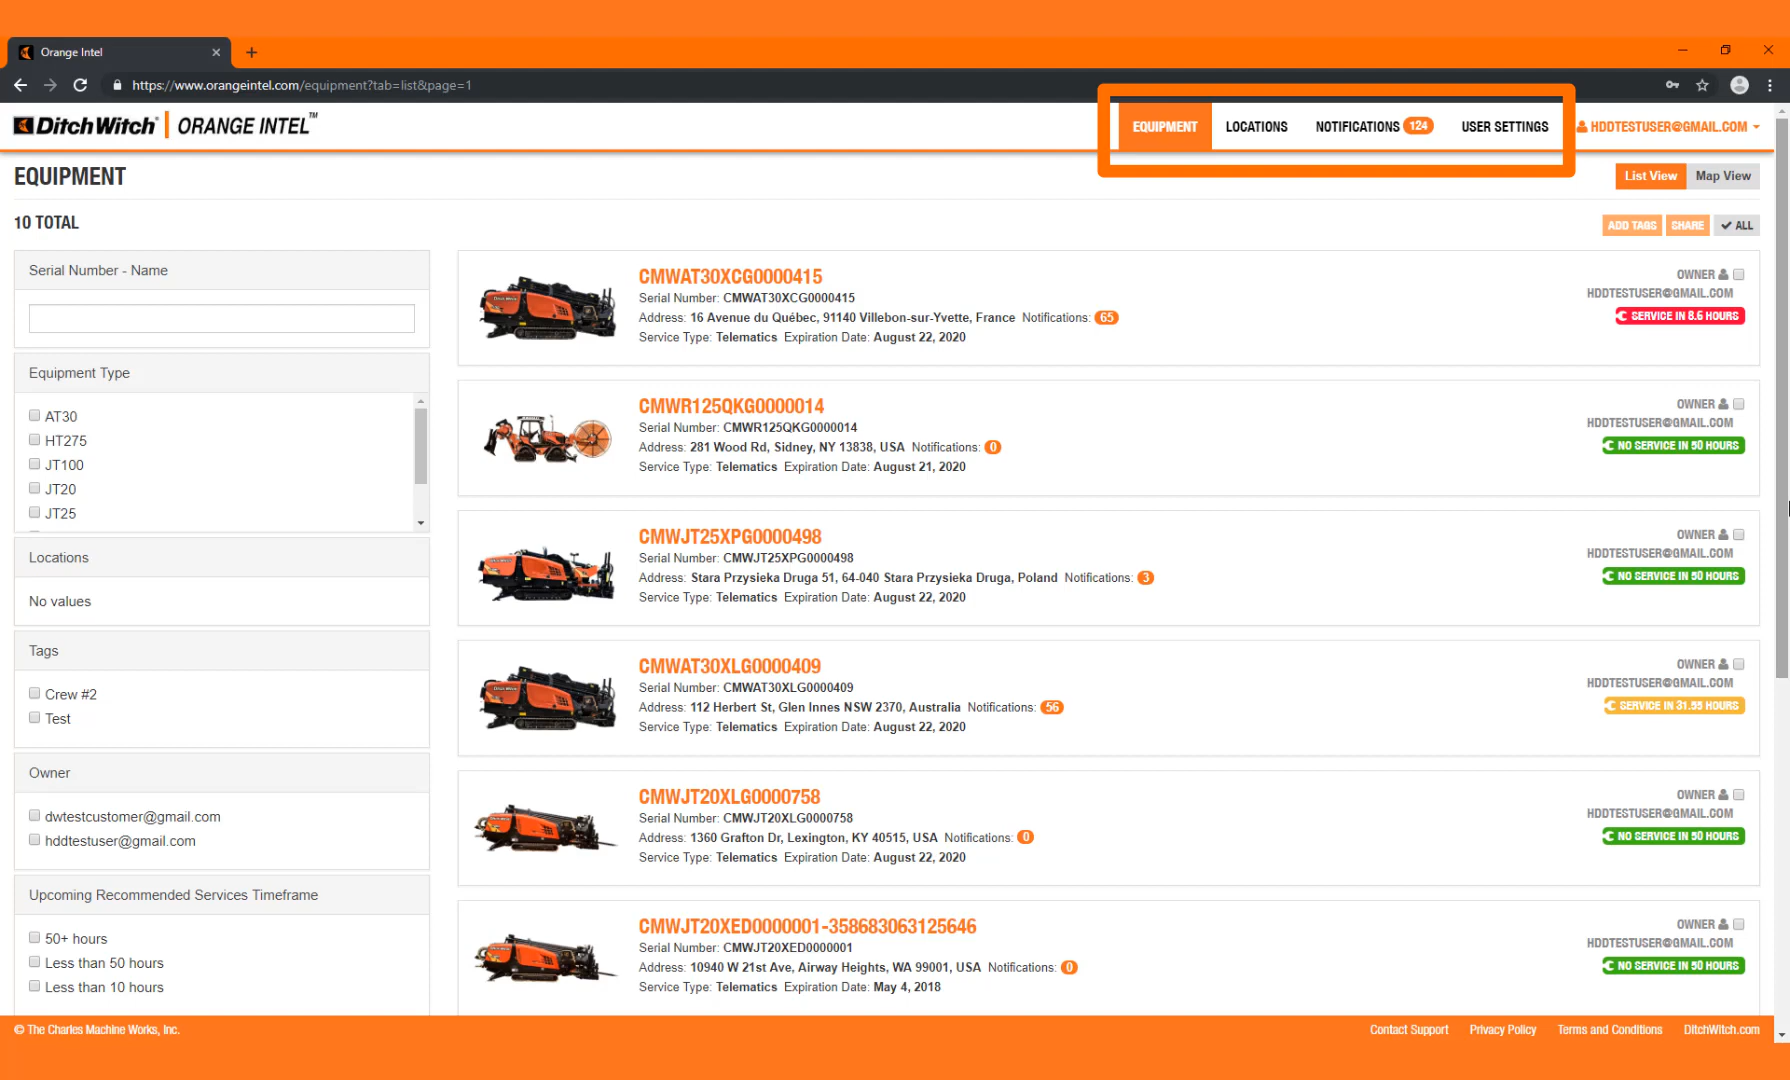 Orange Intel
https://www.orangeintel.com/equipment?tab=list&page=1
Ditch Witch® ORANGE INTEL™
EQUIPMENT LOCATIONS NOTIFICATIONS 124 USER SETTINGS HDDTESTUSER@GMAIL.COM
EQUIPMENT
List View Map View
10 TOTAL
ADD TAGS SHARE ALL
Serial Number - Name
Equipment Type
AT30
HT275
JT100
JT20
JT25
Locations
No values
Tags
Crew #2
Test
Owner
dwtestcustomer@gmail.com
hddtestuser@gmail.com
Upcoming Recommended Services Timeframe
50+ hours
Less than 50 hours
Less than 10 hours
CMWAT30XCG0000415
Serial Number: CMWAT30XCG0000415
Address: 16 Avenue du Québec, 91140 Villebon-sur-Yvette, France Notifications: 65
Service Type: Telematics Expiration Date: August 22, 2020
OWNER
HDDTESTUSER@GMAIL.COM
SERVICE IN 8.6 HOURS
CMWR125QKG0000014
Serial Number: CMWR125QKG0000014
Address: 281 Wood Rd, Sidney, NY 13838, USA Notifications: 0
Service Type: Telematics Expiration Date: August 21, 2020
OWNER
HDDTESTUSER@GMAIL.COM
NO SERVICE IN 50 HOURS
CMWJT25XPG0000498
Serial Number: CMWJT25XPG0000498
Address: Stara Przysieka Druga 51, 64-040 Stara Przysieka Druga, Poland Notifications: 3
Service Type: Telematics Expiration Date: August 22, 2020
OWNER
HDDTESTUSER@GMAIL.COM
NO SERVICE IN 50 HOURS
CMWAT30XLG0000409
Serial Number: CMWAT30XLG0000409
Address: 112 Herbert St, Glen Innes NSW 2370, Australia Notifications: 56
Service Type: Telematics Expiration Date: August 22, 2020
OWNER
HDDTESTUSER@GMAIL.COM
SERVICE IN 31.55 HOURS
CMWJT20XLG0000758
Serial Number: CMWJT20XLG0000758
Address: 1360 Grafton Dr, Lexington, KY 40515, USA Notifications: 0
Service Type: Telematics Expiration Date: August 22, 2020
OWNER
HDDTESTUSER@GMAIL.COM
NO SERVICE IN 50 HOURS
CMWJT20XED0000001-358683063125646
Serial Number: CMWJT20XED0000001
Address: 10940 W 21st Ave, Airway Heights, WA 99001, USA Notifications: 0
Service Type: Telematics Expiration Date: May 4, 2018
OWNER
HDDTESTUSER@GMAIL.COM
NO SERVICE IN 50 HOURS
© The Charles Machine Works, Inc.
Contact Support Privacy Policy Terms and Conditions DitchWitch.com